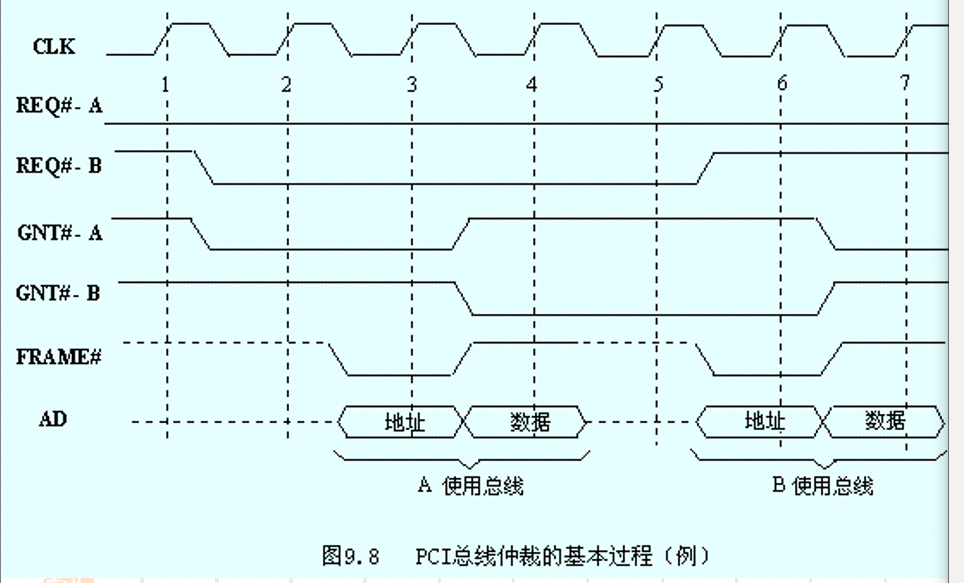 CLK
1 2 3 4 5 6 7
REQ#- A
REQ#- B
GNT#- A
GNT#- B
FRAME#
AD 地址 数据 地址 数据
A 使用总线 B 使用总线
图9.8 PCI总线仲裁的基本过程（例）